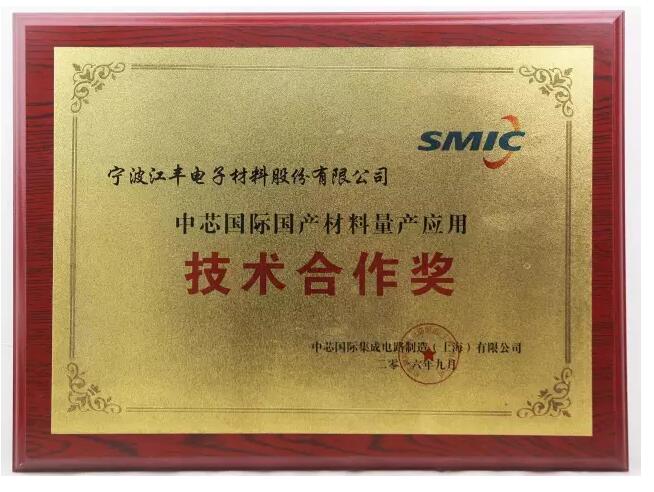 SMIC
宁波江丰电子材料股份有限公司
中芯国际国产材料量产应用
技术合作奖
中芯国际集成电路制造（上海）有限公司
二零一六年九月